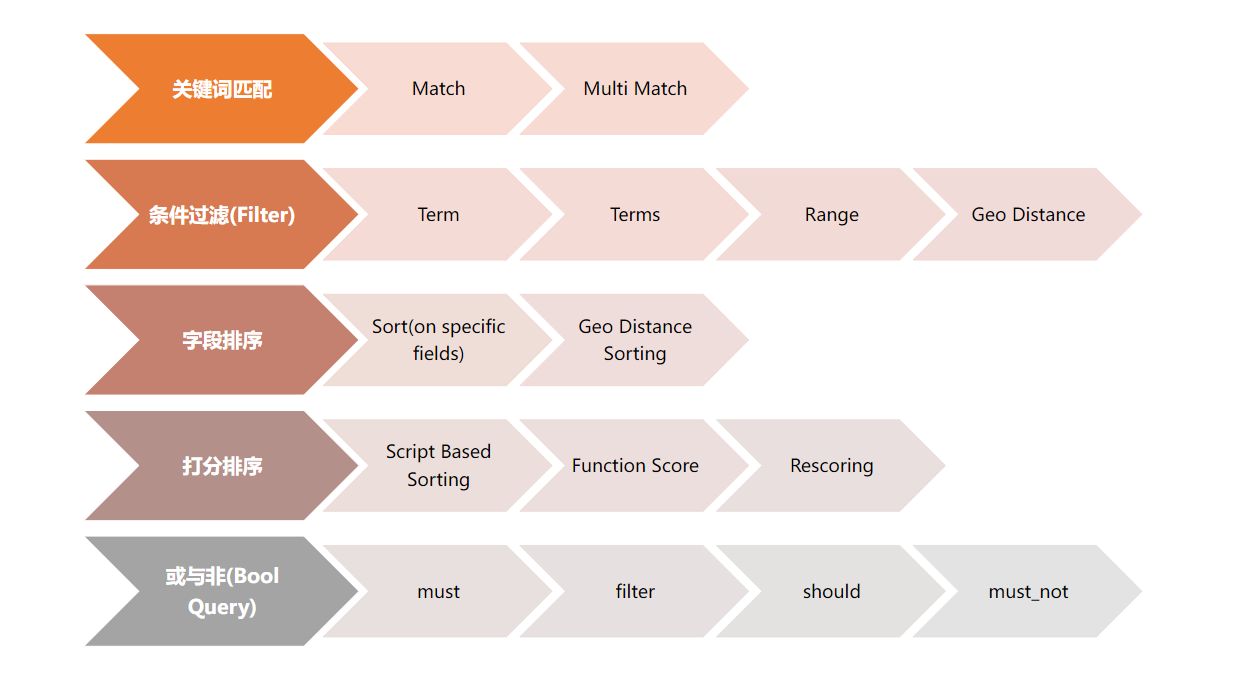 关键词匹配
Match
Multi Match
条件过滤(Filter)
Term
Terms
Range
Geo Distance
字段排序
Sort(on specific
fields)
Geo Distance
Sorting
打分排序
Script Based
Sorting
Function Score
Rescoring
或与非(Bool
Query)
must
filter
should
must_not